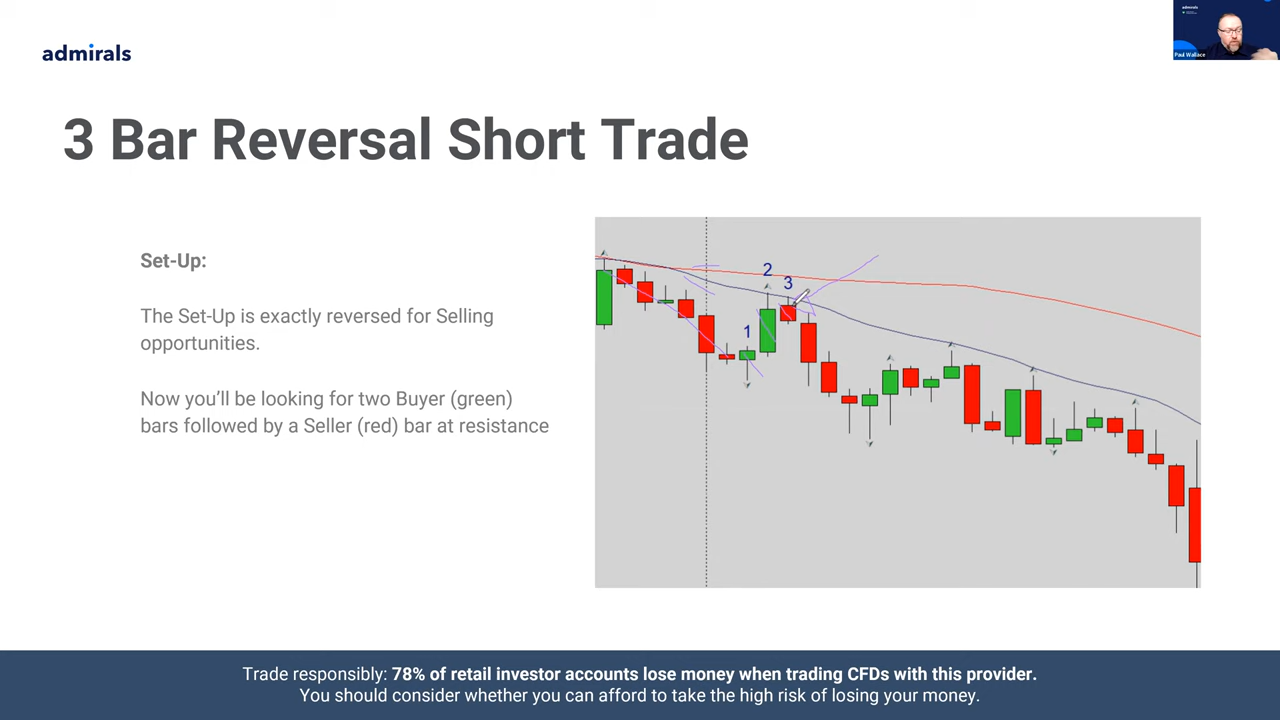 admirals
admirals
Paul Wallace
3 Bar Reversal Short Trade
Set-Up:
The Set-Up is exactly reversed for Selling
opportunities.
Now you'll be looking for two Buyer (green)
bars followed by a Seller (red) bar at resistance
2
3
1
Trade responsibly: 78% of retail investor accounts lose money when trading CFDs with this provider.
You should consider whether you can afford to take the high risk of losing your money.